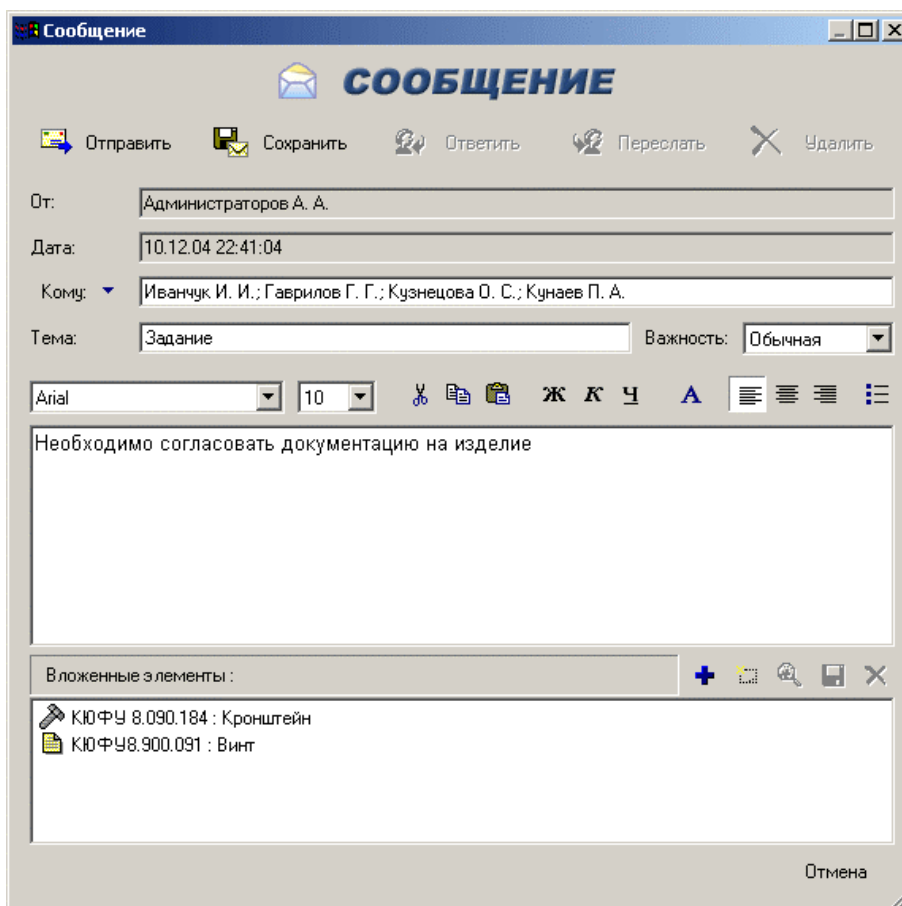 Сообщение
СООБЩЕНИЕ
Отправить Сохранить Ответить Переслать Удалить
От: Администраторов А. А.
Дата: 10.12.04 22:41:04
Кому: Иванчук И. И.; Гаврилов Г. Г.; Кузнецова О. С.; Кунаев П. А.
Тема: Задание Важность: Обычная
Arial 10 Ж К Ч А
Необходимо согласовать документацию на изделие
Вложенные элементы :
КЮФУ 8.090.184 : Кронштейн
КЮФУ8.900.091 : Винт
Отмена